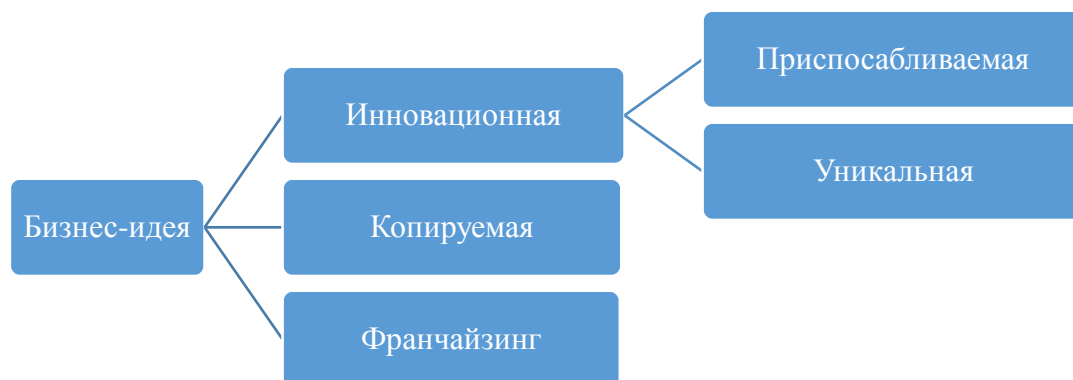 Бизнес-идея
Инновационная
Копируемая
Франчайзинг
Приспосабливаемая
Уникальная